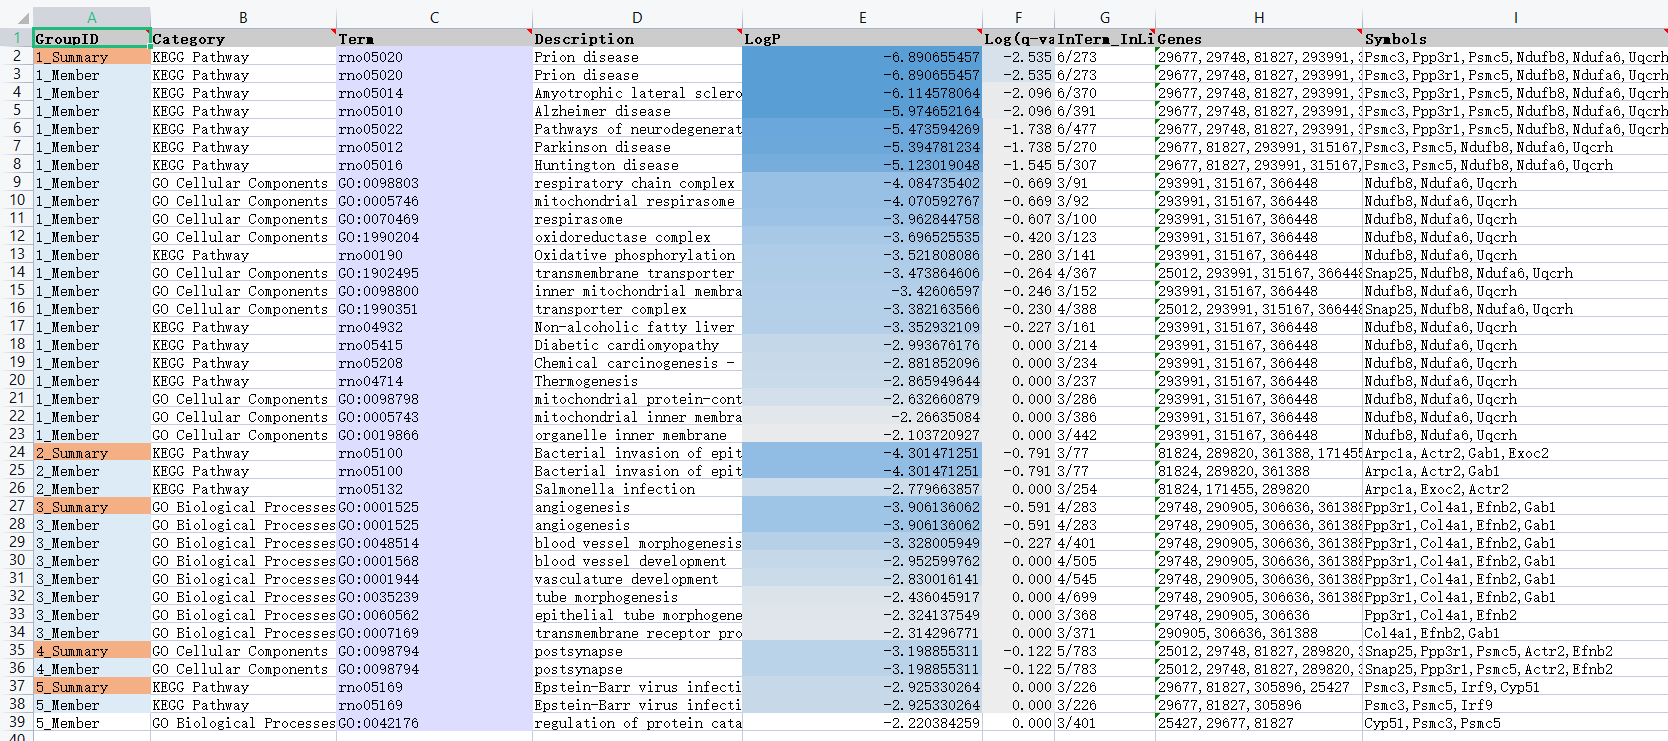 A B C D E F G H I
1 GroupID Category Term Description LogP Log(q-va InTerm_InLi Genes Symbols
2 1_Summary KEGG Pathway rno05020 Prion disease -6.890655457 -2.535 6/273 29677,29748,81827,293991,3 Psmc3,Ppp3r1,Psmc5,Ndufb8,Ndufa6,Uqcrh
3 1_Member KEGG Pathway rno05020 Prion disease -6.890655457 -2.535 6/273 29677,29748,81827,293991,3 Psmc3,Ppp3r1,Psmc5,Ndufb8,Ndufa6,Uqcrh
4 1_Member KEGG Pathway rno05014 Amyotrophic lateral sclero -6.114578064 -2.096 6/370 29677,29748,81827,293991,3 Psmc3,Ppp3r1,Psmc5,Ndufb8,Ndufa6,Uqcrh
5 1_Member KEGG Pathway rno05010 Alzheimer disease -5.974652164 -2.096 6/391 29677,29748,81827,293991,3 Psmc3,Ppp3r1,Psmc5,Ndufb8,Ndufa6,Uqcrh
6 1_Member KEGG Pathway rno05022 Pathways of neurodegenerat -5.473594269 -1.738 6/477 29677,29748,81827,293991,3 Psmc3,Ppp3r1,Psmc5,Ndufb8,Ndufa6,Uqcrh
7 1_Member KEGG Pathway rno05012 Parkinson disease -5.394781234 -1.738 5/270 29677,81827,293991,315167, Psmc3,Psmc5,Ndufb8,Ndufa6,Uqcrh
8 1_Member KEGG Pathway rno05016 Huntington disease -5.123019048 -1.545 5/307 29677,81827,293991,315167, Psmc3,Psmc5,Ndufb8,Ndufa6,Uqcrh
9 1_Member GO Cellular Components GO:0098803 respiratory chain complex -4.084735402 -0.669 3/91 293991,315167,366448 Ndufb8,Ndufa6,Uqcrh
10 1_Member GO Cellular Components GO:0005746 mitochondrial respirasome -4.070592767 -0.669 3/92 293991,315167,366448 Ndufb8,Ndufa6,Uqcrh
11 1_Member GO Cellular Components GO:0070469 respirasome -3.962844758 -0.607 3/100 293991,315167,366448 Ndufb8,Ndufa6,Uqcrh
12 1_Member GO Cellular Components GO:1990204 oxidoreductase complex -3.696525535 -0.420 3/123 293991,315167,366448 Ndufb8,Ndufa6,Uqcrh
13 1_Member KEGG Pathway rno00190 Oxidative phosphorylation -3.521808086 -0.280 3/141 293991,315167,366448 Ndufb8,Ndufa6,Uqcrh
14 1_Member GO Cellular Components GO:1902495 transmembrane transporter -3.473864606 -0.264 4/367 25012,293991,315167,366448 Snap25,Ndufb8,Ndufa6,Uqcrh
15 1_Member GO Cellular Components GO:0098800 inner mitochondrial membra -3.42606597 -0.246 3/152 293991,315167,366448 Ndufb8,Ndufa6,Uqcrh
16 1_Member GO Cellular Components GO:1990351 transporter complex -3.382163566 -0.230 4/388 25012,293991,315167,366448 Snap25,Ndufb8,Ndufa6,Uqcrh
17 1_Member KEGG Pathway rno04932 Non-alcoholic fatty liver -3.352932109 -0.227 3/161 293991,315167,366448 Ndufb8,Ndufa6,Uqcrh
18 1_Member KEGG Pathway rno05415 Diabetic cardiomyopathy -2.993676176 0.000 3/214 293991,315167,366448 Ndufb8,Ndufa6,Uqcrh
19 1_Member KEGG Pathway rno05208 Chemical carcinogenesis - -2.881852096 0.000 3/234 293991,315167,366448 Ndufb8,Ndufa6,Uqcrh
20 1_Member KEGG Pathway rno04714 Thermogenesis -2.865949644 0.000 3/237 293991,315167,366448 Ndufb8,Ndufa6,Uqcrh
21 1_Member GO Cellular Components GO:0098798 mitochondrial protein-cont -2.632660879 0.000 3/286 293991,315167,366448 Ndufb8,Ndufa6,Uqcrh
22 1_Member GO Cellular Components GO:0005743 mitochondrial inner membra -2.26635084 0.000 3/386 293991,315167,366448 Ndufb8,Ndufa6,Uqcrh
23 1_Member GO Cellular Components GO:0019866 organelle inner membrane -2.103720927 0.000 3/442 293991,315167,366448 Ndufb8,Ndufa6,Uqcrh
24 2_Summary KEGG Pathway rno05100 Bacterial invasion of epit -4.301471251 -0.791 3/77 81824,289820,361388,171455 Arpc1a,Actr2,Gab1,Exoc2
25 2_Member KEGG Pathway rno05100 Bacterial invasion of epit -4.301471251 -0.791 3/77 81824,289820,361388 Arpc1a,Actr2,Gab1
26 2_Member KEGG Pathway rno05132 Salmonella infection -2.779663857 0.000 3/254 81824,171455,289820 Arpc1a,Exoc2,Actr2
27 3_Summary GO Biological Processes GO:0001525 angiogenesis -3.906136062 -0.591 4/283 29748,290905,306636,361388 Ppp3r1,Col4a1,Efnb2,Gab1
28 3_Member GO Biological Processes GO:0001525 angiogenesis -3.906136062 -0.591 4/283 29748,290905,306636,361388 Ppp3r1,Col4a1,Efnb2,Gab1
29 3_Member GO Biological Processes GO:0048514 blood vessel morphogenesis -3.328005949 -0.227 4/401 29748,290905,306636,361388 Ppp3r1,Col4a1,Efnb2,Gab1
30 3_Member GO Biological Processes GO:0001568 blood vessel development -2.952599762 0.000 4/505 29748,290905,306636,361388 Ppp3r1,Col4a1,Efnb2,Gab1
31 3_Member GO Biological Processes GO:0001944 vasculature development -2.830016141 0.000 4/545 29748,290905,306636,361388 Ppp3r1,Col4a1,Efnb2,Gab1
32 3_Member GO Biological Processes GO:0035239 tube morphogenesis -2.436045917 0.000 4/699 29748,290905,306636,361388 Ppp3r1,Col4a1,Efnb2,Gab1
33 3_Member GO Biological Processes GO:0060562 epithelial tube morphogene -2.324137549 0.000 3/368 29748,290905,306636 Ppp3r1,Col4a1,Efnb2
34 3_Member GO Biological Processes GO:0007169 transmembrane receptor pro -2.314296771 0.000 3/371 290905,306636,361388 Col4a1,Efnb2,Gab1
35 4_Summary GO Cellular Components GO:0098794 postsynapse -3.198855311 -0.122 5/783 25012,29748,81827,289820,3 Snap25,Ppp3r1,Psmc5,Actr2,Efnb2
36 4_Member GO Cellular Components GO:0098794 postsynapse -3.198855311 -0.122 5/783 25012,29748,81827,289820,3 Snap25,Ppp3r1,Psmc5,Actr2,Efnb2
37 5_Summary KEGG Pathway rno05169 Epstein-Barr virus infecti -2.925330264 0.000 3/226 29677,81827,305896,25427 Psmc3,Psmc5,Irf9,Cyp51
38 5_Member KEGG Pathway rno05169 Epstein-Barr virus infecti -2.925330264 0.000 3/226 29677,81827,305896 Psmc3,Psmc5,Irf9
39 5_Member GO Biological Processes GO:0042176 regulation of protein cata -2.220384259 0.000 3/401 25427,29677,81827 Cyp51,Psmc3,Psmc5